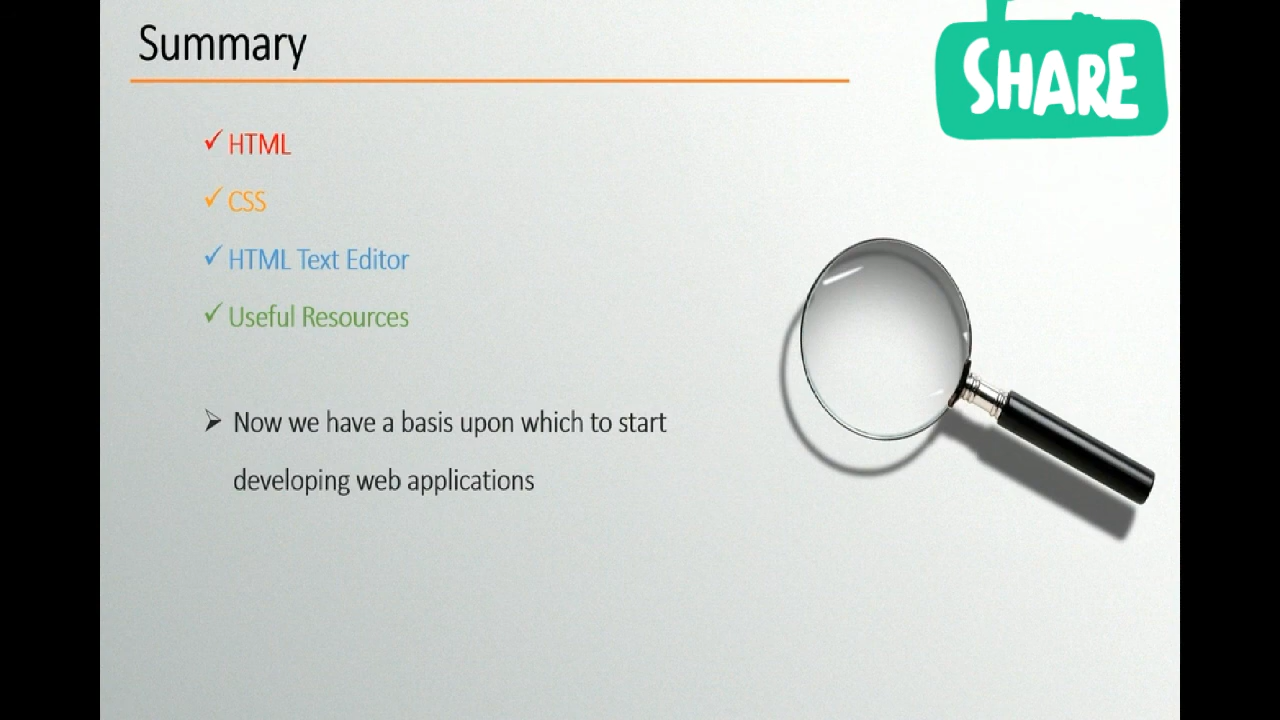 Summary
SHARE
✓ HTML
✓ CSS
✓ HTML Text Editor
✓ Useful Resources
➢ Now we have a basis upon which to start
developing web applications